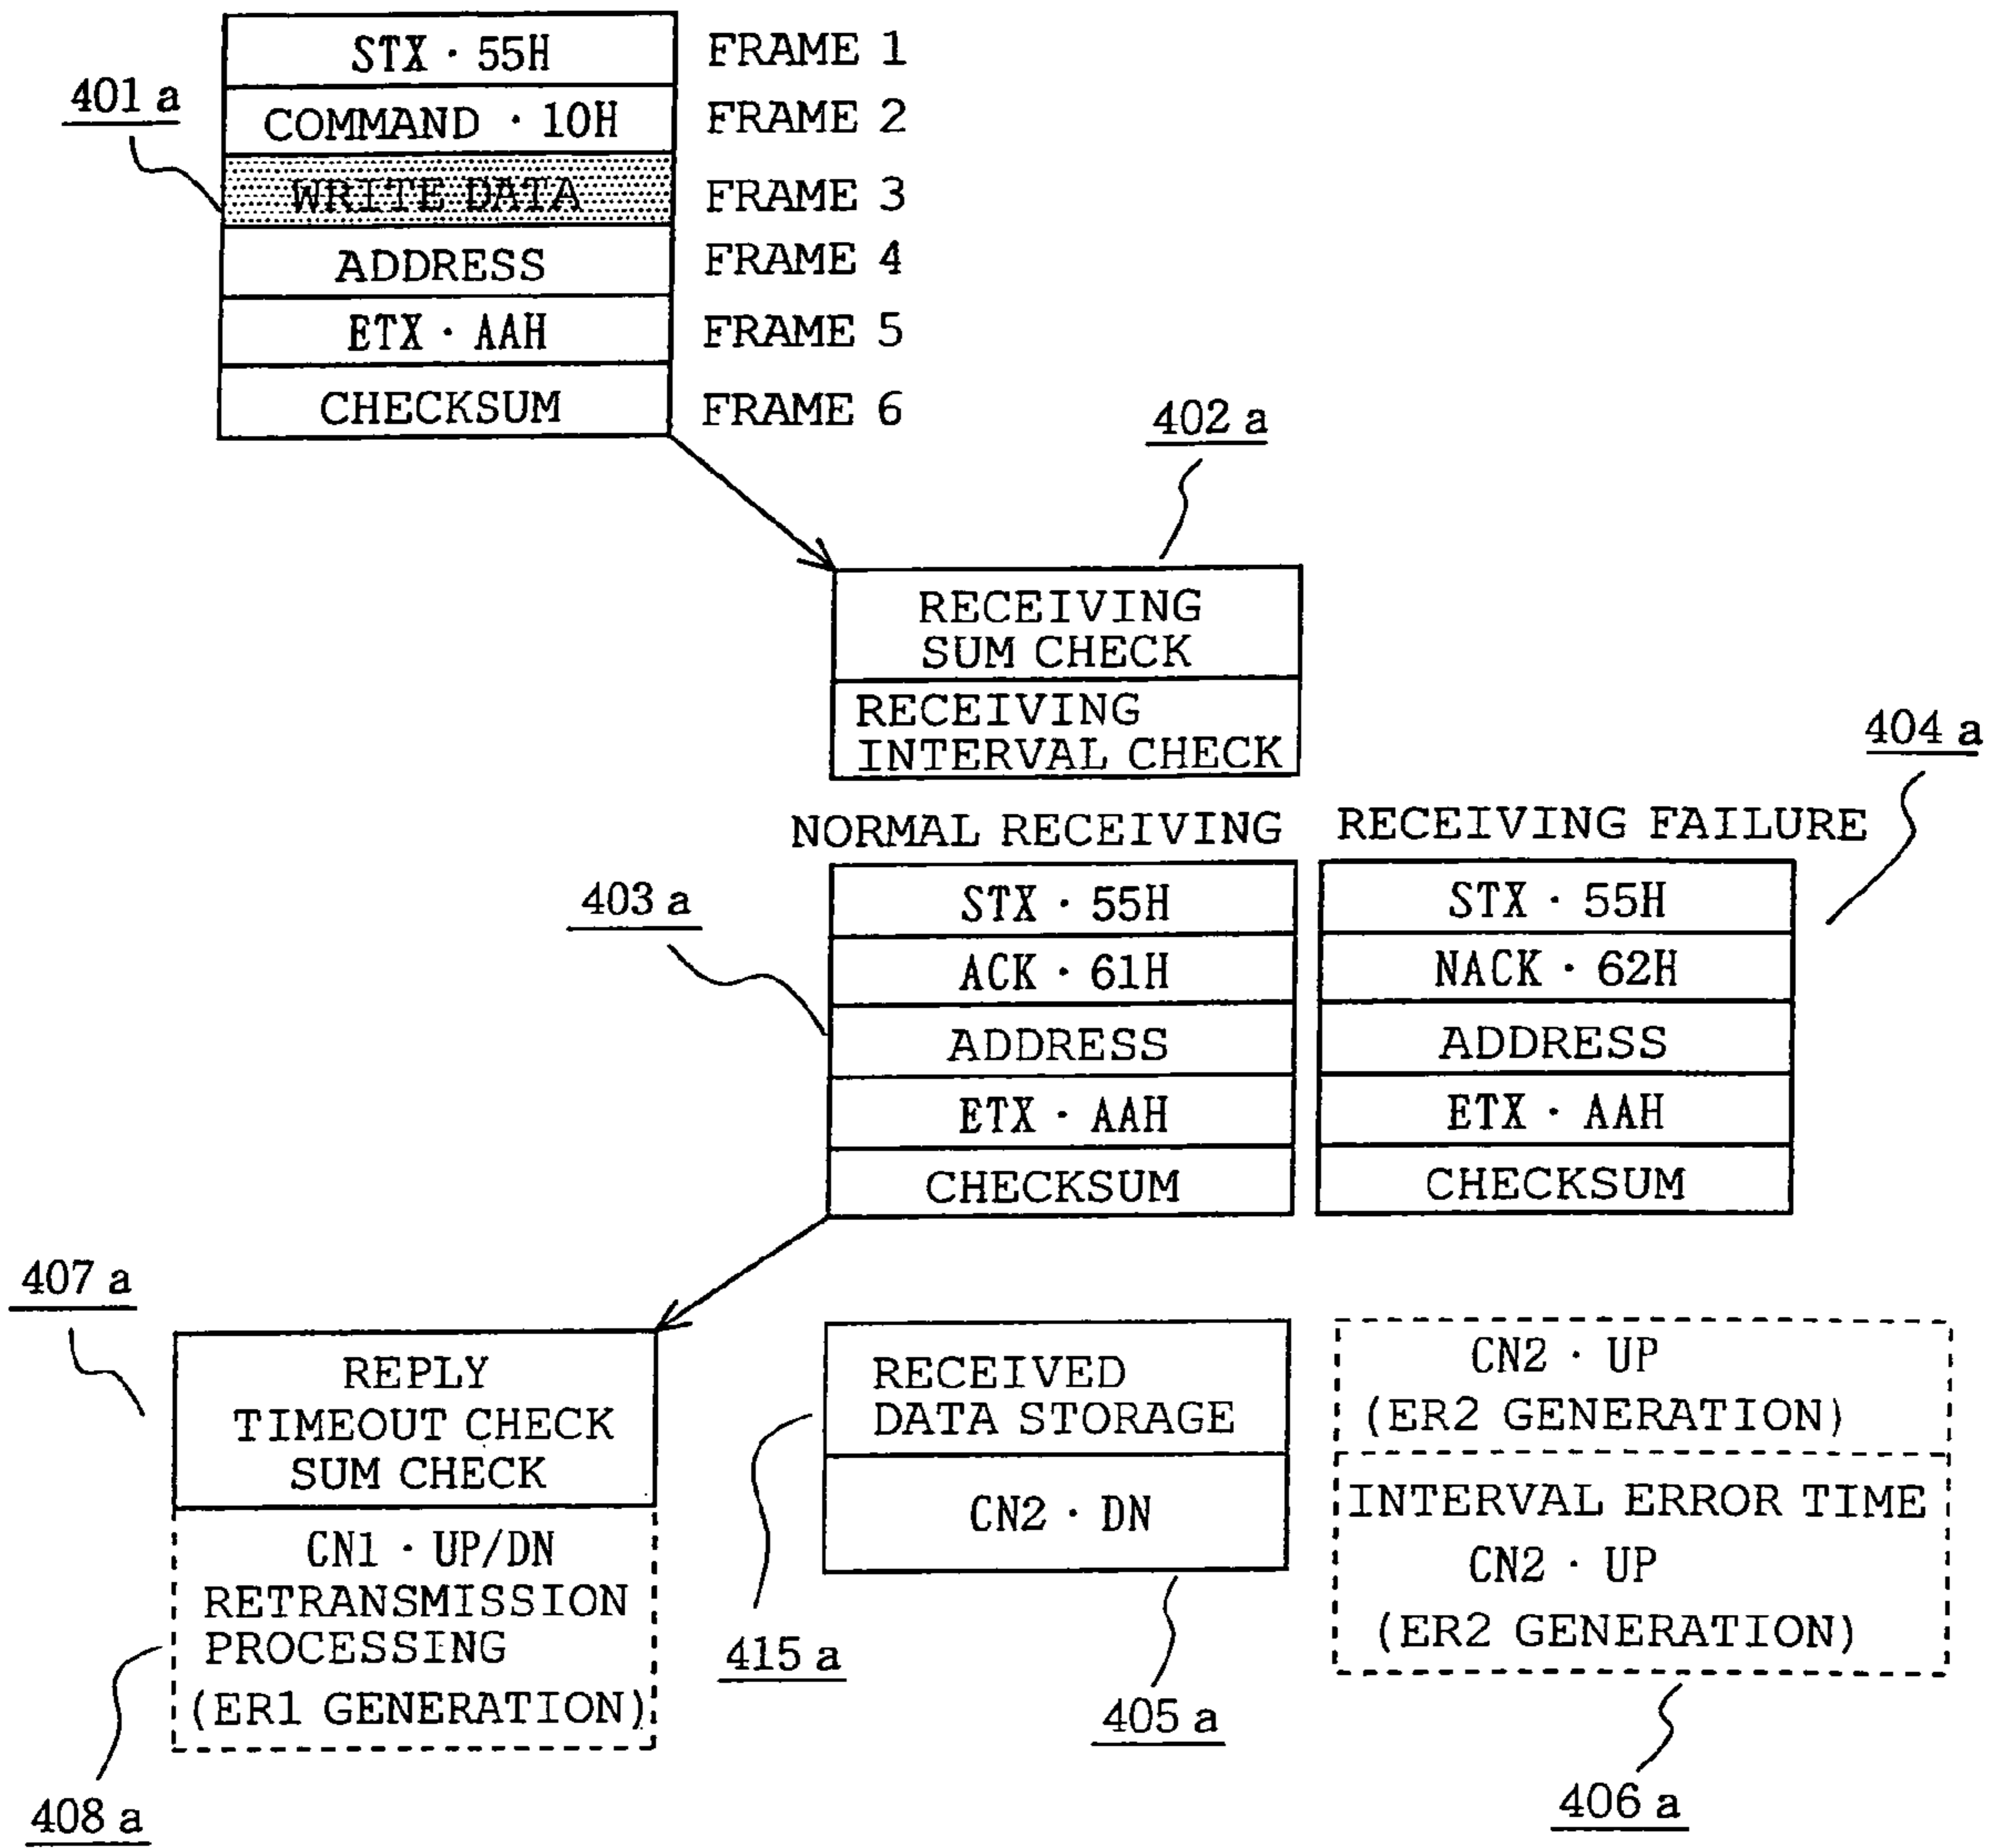 STX · 55H FRAME 1
401 a
COMMAND · 10H FRAME 2
WRITE DATA FRAME 3
ADDRESS FRAME 4
ETX · AAH FRAME 5
CHECKSUM FRAME 6
402 a
RECEIVING
SUM CHECK
RECEIVING
INTERVAL CHECK
404 a
NORMAL RECEIVING
RECEIVING FAILURE
403 a
STX · 55H
ACK · 61H
ADDRESS
ETX · AAH
CHECKSUM
STX · 55H
NACK · 62H
ADDRESS
ETX · AAH
CHECKSUM
407 a
REPLY
TIMEOUT CHECK
SUM CHECK
CN1 · UP/DN
RETRANSMISSION
PROCESSING
(ER1 GENERATION)
408 a
RECEIVED
DATA STORAGE
CN2 · DN
415 a
405 a
CN2 · UP
(ER2 GENERATION)
INTERVAL ERROR TIME
CN2 · UP
(ER2 GENERATION)
406 a